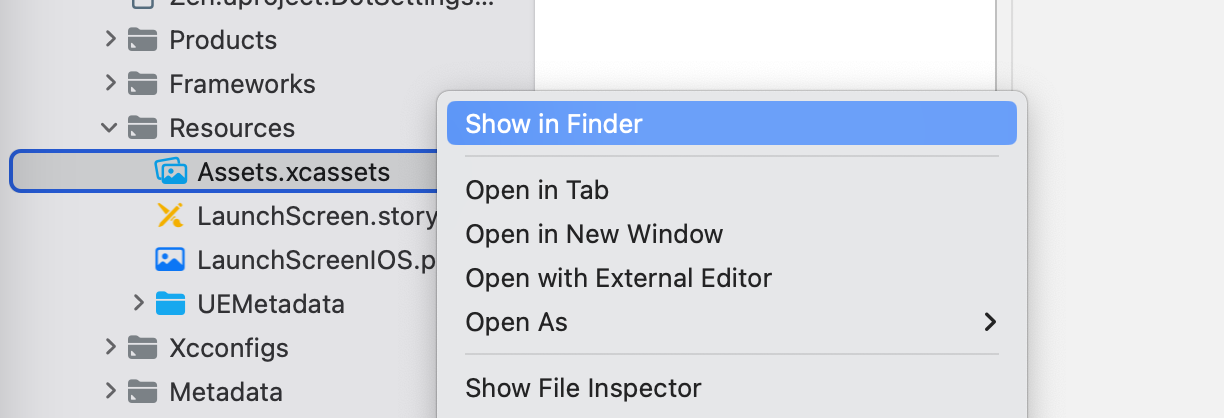 Zen.uproject.DotSettings...
Products
Frameworks
Resources
Assets.xcassets
LaunchScreen.story
LaunchScreenIOS.p
UEMetadata
Xcconfigs
Metadata
Show in Finder
Open in Tab
Open in New Window
Open with External Editor
Open As
Show File Inspector